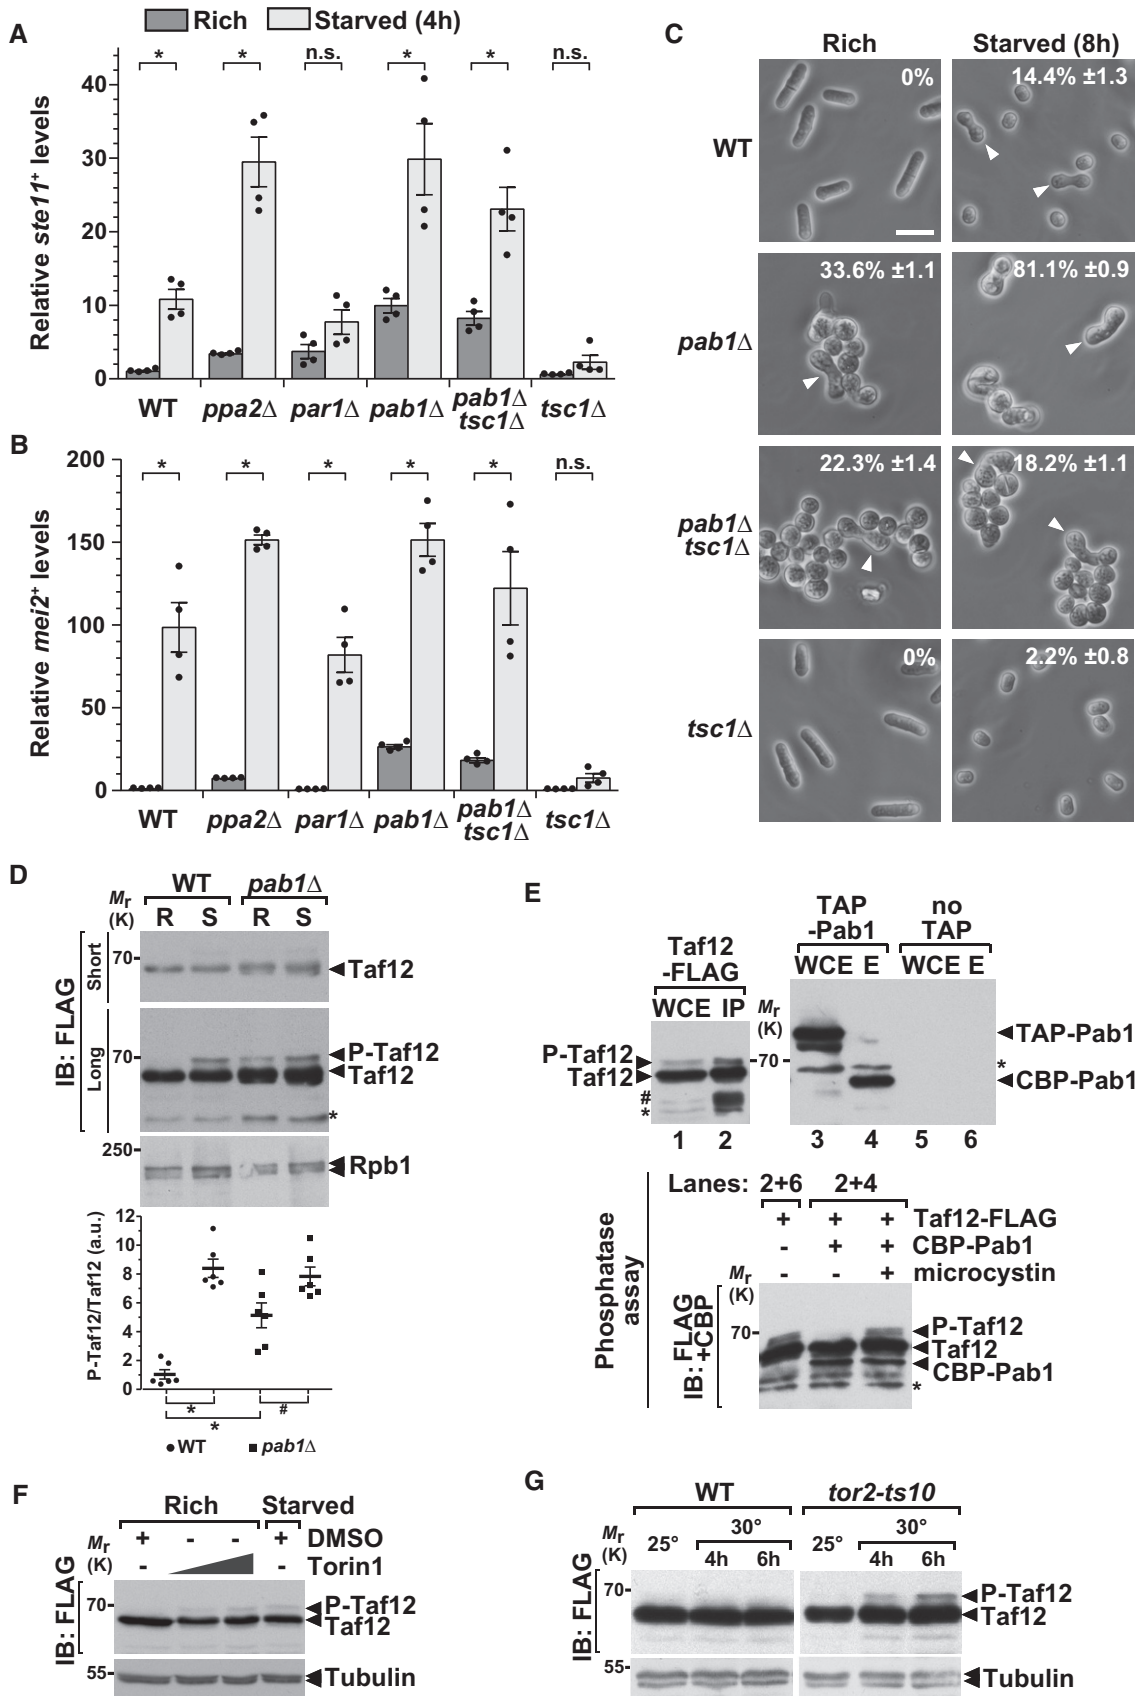 A
Rich
Starved (4h)
Relative ste11+ levels
40
30
20
10
0
*
*
n.s.
*
*
n.s.
WT
ppa2Δ
par1Δ
pab1Δ
pab1Δ tsc1Δ
tsc1Δ
B
Relative mei2+ levels
200
150
100
50
0
*
*
*
*
*
n.s.
WT
ppa2Δ
par1Δ
pab1Δ
pab1Δ tsc1Δ
tsc1Δ
C
Rich
Starved (8h)
WT
0%
14.4% ±1.3
pab1Δ
33.6% ±1.1
81.1% ±0.9
pab1Δ tsc1Δ
22.3% ±1.4
18.2% ±1.1
tsc1Δ
0%
2.2% ±0.8
D
WT
pab1Δ
Mr (K)
R S R S
IB: FLAG
Short
70
Taf12
Long
70
P-Taf12
Taf12
*
250
Rpb1
P-Taf12/Taf12 (a.u.)
12
10
8
6
4
2
0
*
#
*
WT
pab1Δ
E
Taf12 -FLAG
WCE IP
P-Taf12
Taf12
#
*
1 2
Mr (K)
70
TAP -Pab1
no TAP
WCE E WCE E
TAP-Pab1
*
CBP-Pab1
3 4 5 6
Phosphatase assay
Lanes: 2+6 2+4
+ + + Taf12-FLAG
- + + CBP-Pab1
- - + microcystin
Mr (K)
IB: FLAG +CBP
70
P-Taf12
Taf12
CBP-Pab1
*
F
Rich
Starved
Mr (K)
+ - - + DMSO
- - Torin1
IB: FLAG
70
P-Taf12
Taf12
55
Tubulin
G
WT
tor2-ts10
Mr (K)
25° 30° 25° 30°
4h 6h 4h 6h
IB: FLAG
70
P-Taf12
Taf12
55
Tubulin